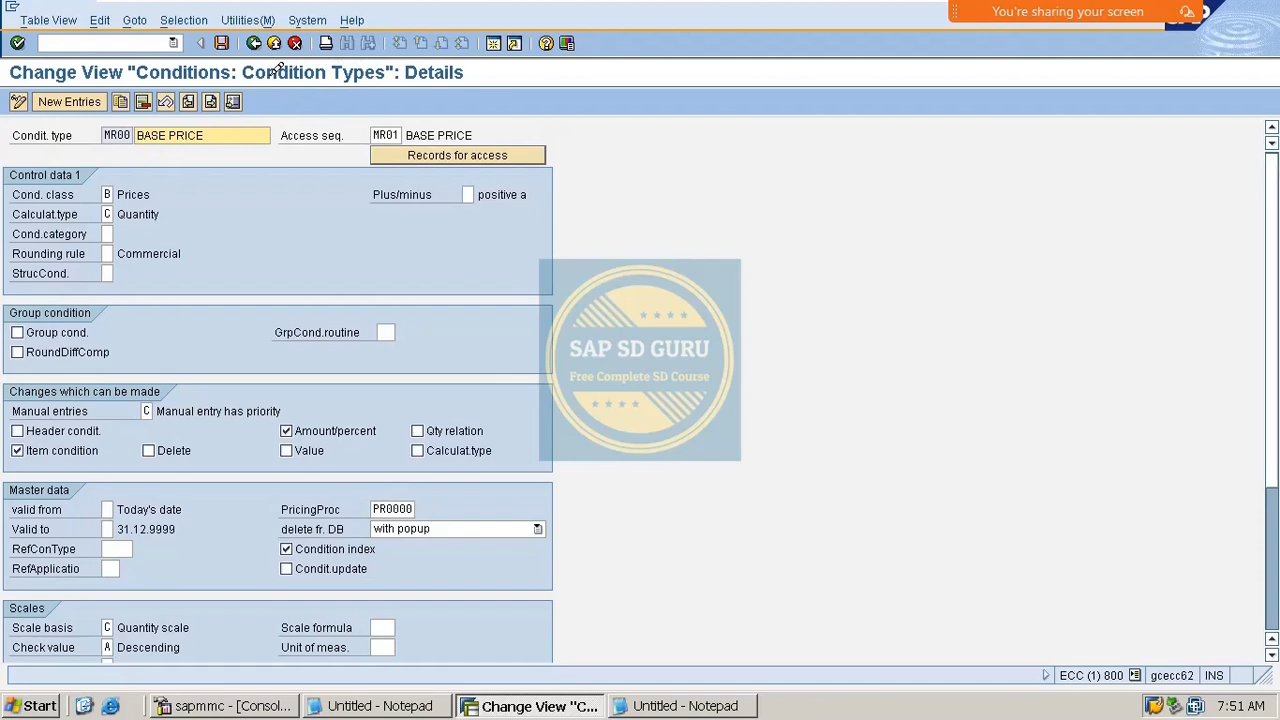 Table View Edit Goto Selection Utilities(M) System Help
You're sharing your screen
Change View "Conditions: Condition Types": Details
New Entries
Condit. type MR00 BASE PRICE Access seq. MR01 BASE PRICE
Records for access
Control data 1
Cond. class B Prices Plus/minus positive a
Calculat.type C Quantity
Cond.category
Rounding rule Commercial
StrucCond.
Group condition
Group cond. GrpCond.routine
RoundDiffComp
Changes which can be made
Manual entries C Manual entry has priority
Header condit. Amount/percent Qty relation
Item condition Delete Value Calculat.type
Master data
valid from Today's date PricingProc PR0000
Valid to 31.12.9999 delete fr. DB with popup
RefConType Condition index
RefApplicatio Condit.update
Scales
Scale basis C Quantity scale Scale formula
Check value A Descending Unit of meas.
SAP SD GURU
Free Complete SD Course
ECC (1) 800 gcecc62 INS
Start sapmmc - [Consol... Untitled - Notepad Change View "C... Untitled - Notepad 7:51 AM